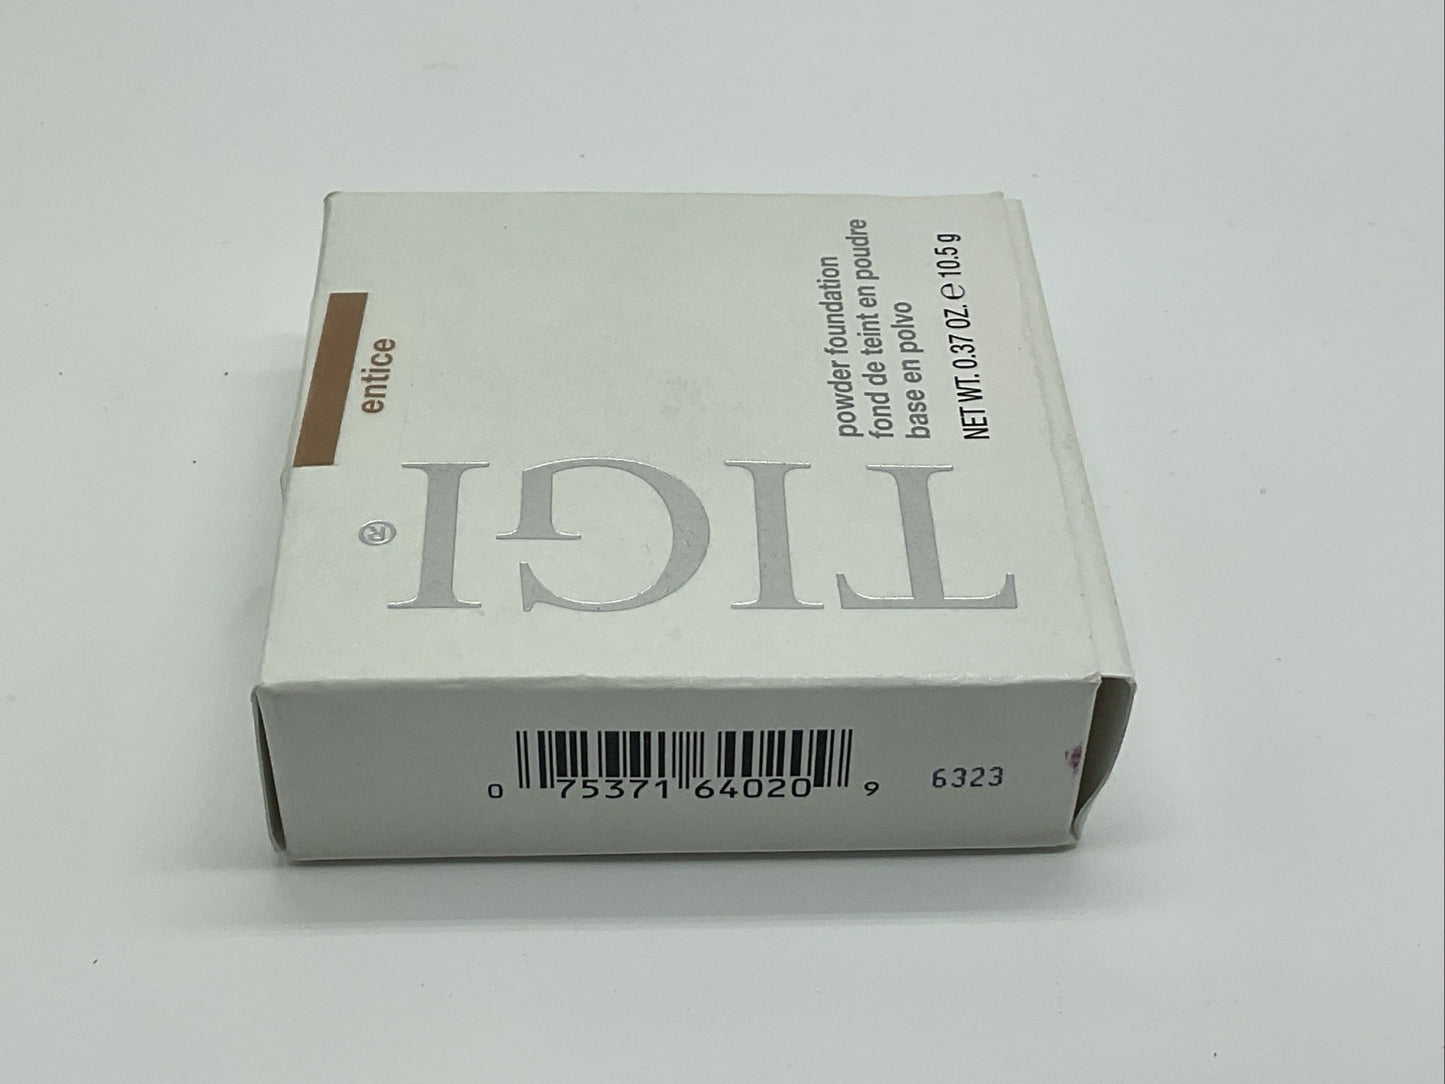 TIGI®
powder foundation
fond de teint en poudre
base en polvo
NET WT. 0.37 OZ. ℮ 10.5 g
entice
0 75371 64020 9
6323